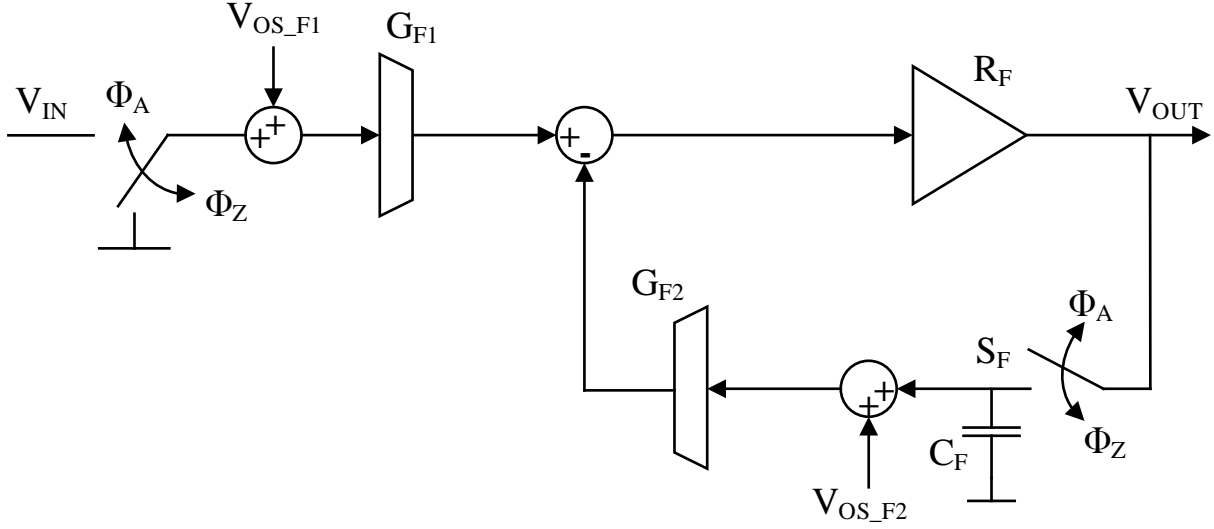 V_OS_F1
G_F1
R_F
V_IN
Φ_A
V_OUT
+
+
+
-
Φ_Z
G_F2
Φ_A
S_F
+
+
Φ_Z
C_F
V_OS_F2